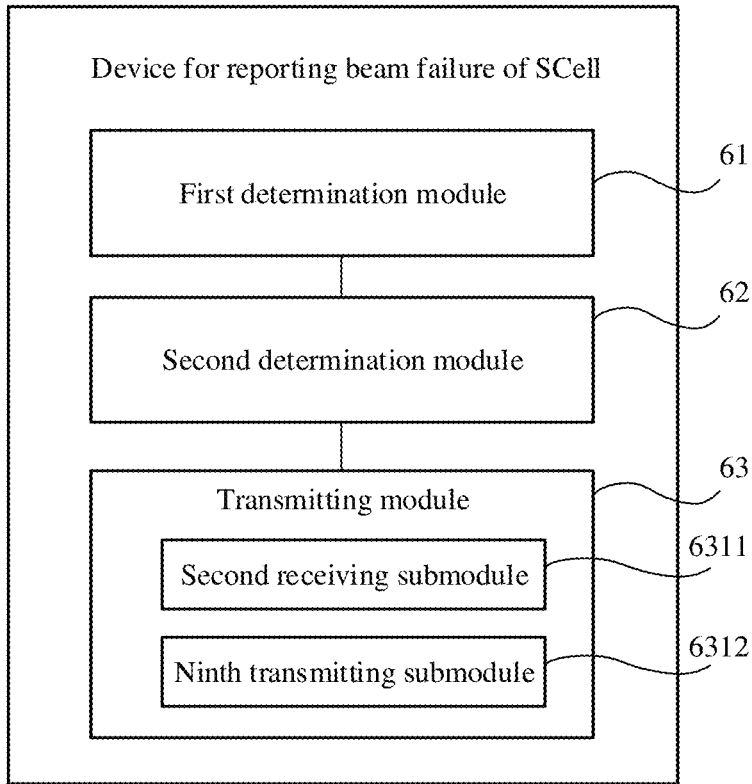 Device for reporting beam failure of SCell
61
First determination module
62
Second determination module
63
Transmitting module
6311
Second receiving submodule
6312
Ninth transmitting submodule